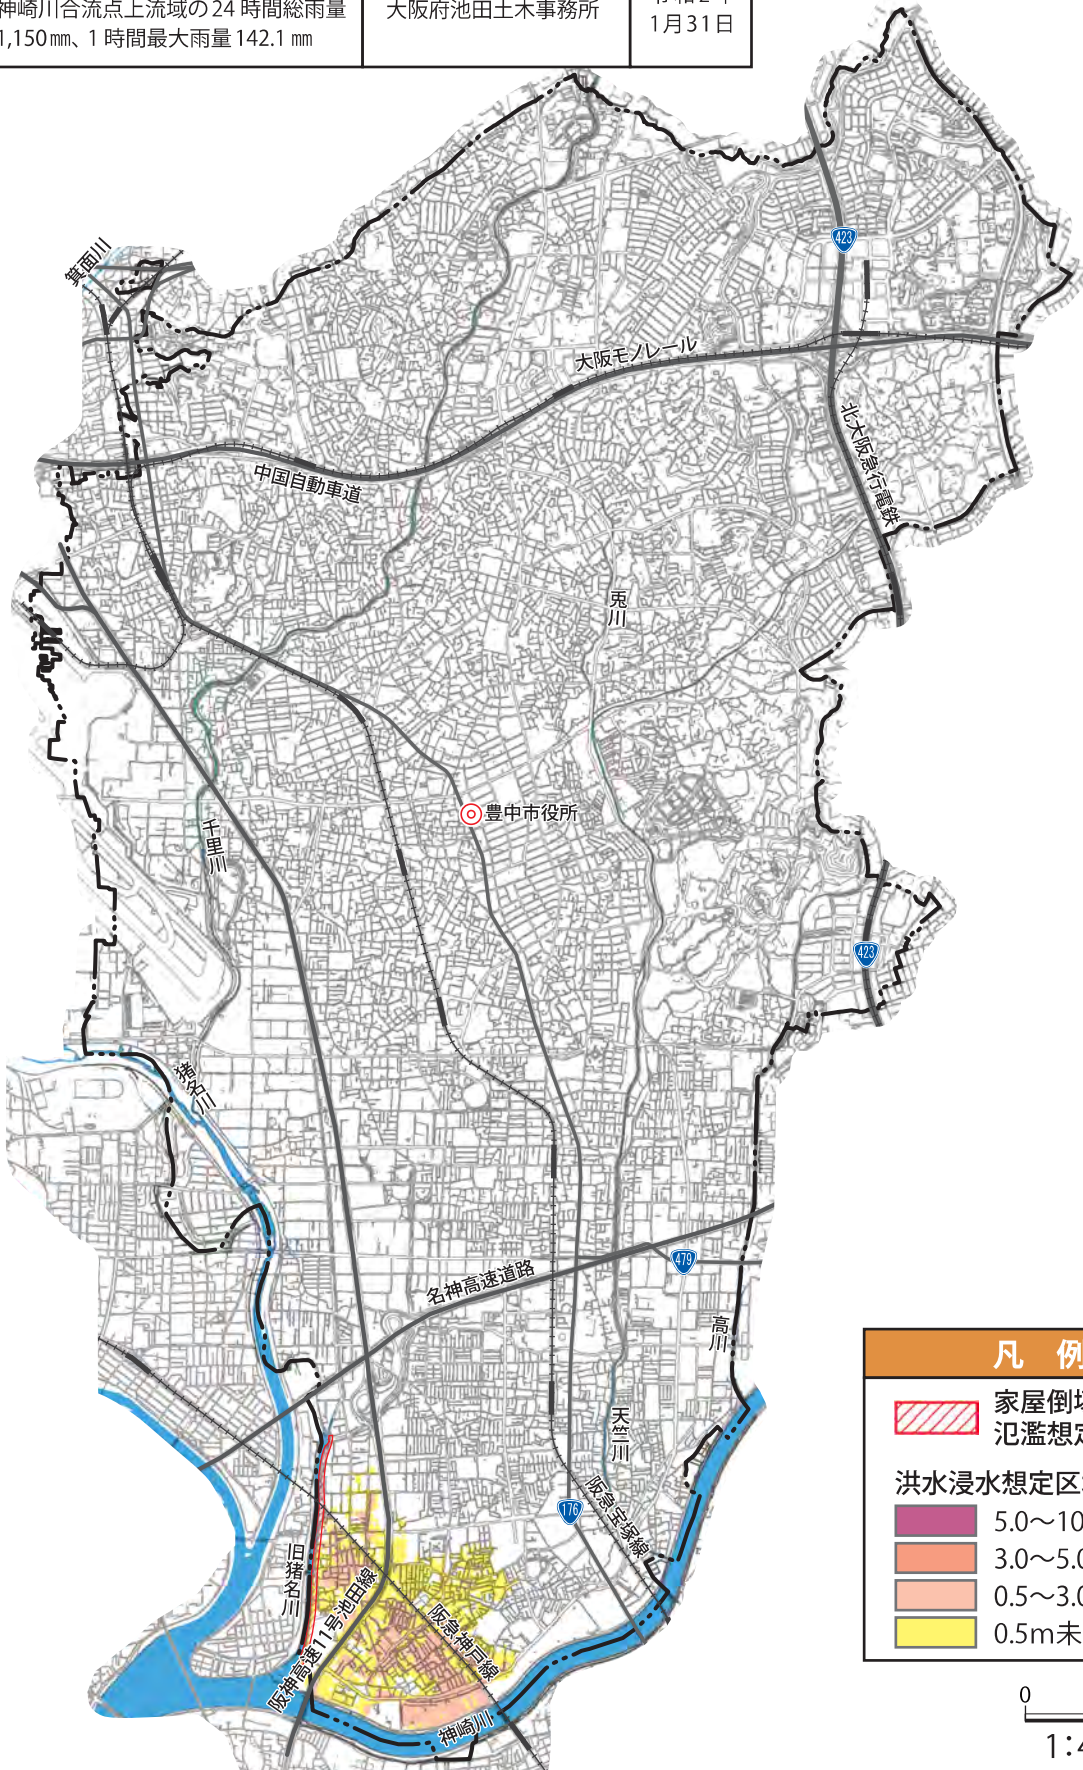 神崎川合流点上流域の24時間総雨量
1,150㎜、1時間最大雨量142.1㎜
大阪府池田土木事務所
1月31日
箕面川
423
大阪モノレール
北大阪急行電鉄
中国自動車道
兎川
豊中市役所
千里川
423
猪名川
479
名神高速道路
高川
天竺川
176
阪急宝塚線
旧猪名川
阪神高速11号池田線
阪急神戸線
神崎川
凡 例
家屋倒
氾濫想定
洪水浸水想定区
5.0～10
3.0～5.0
0.5～3.0
0.5m未
0
1:4